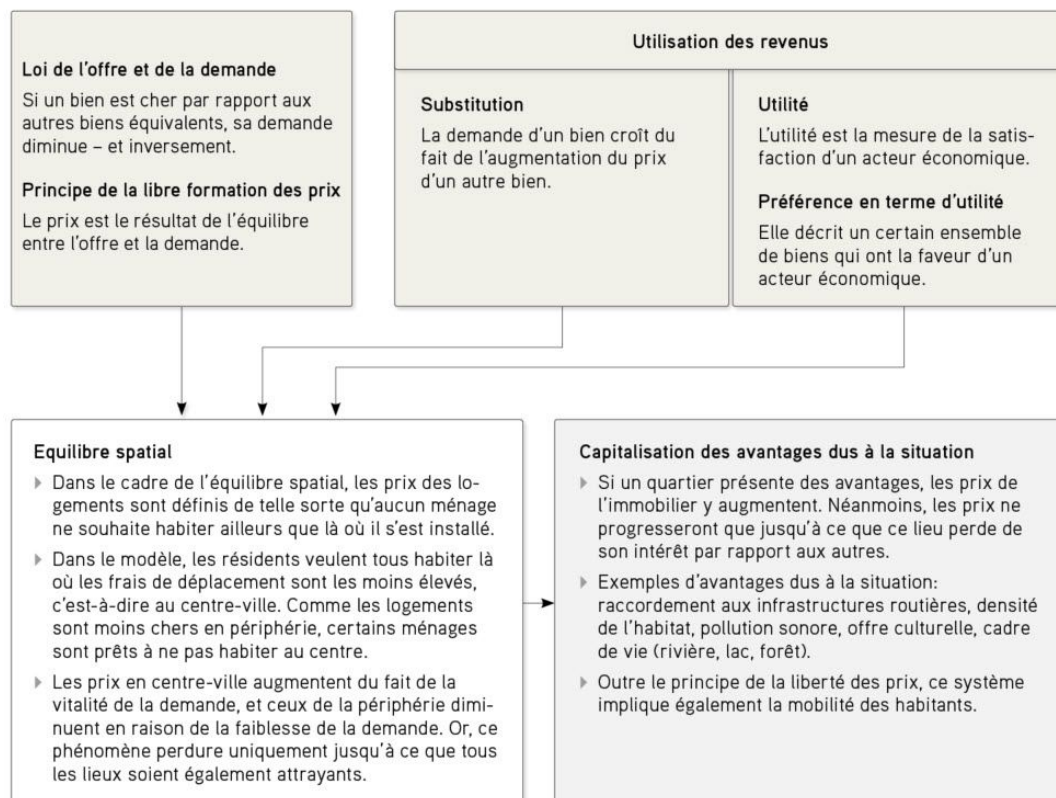 Loi de l'offre et de la demande
Si un bien est cher par rapport aux
autres biens équivalents, sa demande
diminue – et inversement.
Principe de la libre formation des prix
Le prix est le résultat de l'équilibre
entre l'offre et la demande.
Utilisation des revenus
Substitution
La demande d'un bien croît du
fait de l'augmentation du prix
d'un autre bien.
Utilité
L'utilité est la mesure de la satis-
faction d'un acteur économique.
Préférence en terme d'utilité
Elle décrit un certain ensemble
de biens qui ont la faveur d'un
acteur économique.
Equilibre spatial
Dans le cadre de l'équilibre spatial, les prix des lo-
gements sont définis de telle sorte qu'aucun ménage
ne souhaite habiter ailleurs que là où il s'est installé.
Dans le modèle, les résidents veulent tous habiter là
où les frais de déplacement sont les moins élevés,
c'est-à-dire au centre-ville. Comme les logements
sont moins chers en périphérie, certains ménages
sont prêts à ne pas habiter au centre.
Les prix en centre-ville augmentent du fait de la
vitalité de la demande, et ceux de la périphérie dimi-
nuent en raison de la faiblesse de la demande. Or, ce
phénomène perdure uniquement jusqu'à ce que tous
les lieux soient également attrayants.
Capitalisation des avantages dus à la situation
Si un quartier présente des avantages, les prix de
l'immobilier y augmentent. Néanmoins, les prix ne
progresseront que jusqu'à ce que ce lieu perde de
son intérêt par rapport aux autres.
Exemples d'avantages dus à la situation:
raccordement aux infrastructures routières, densité
de l'habitat, pollution sonore, offre culturelle, cadre
de vie (rivière, lac, forêt).
Outre le principe de la liberté des prix, ce système
implique également la mobilité des habitants.